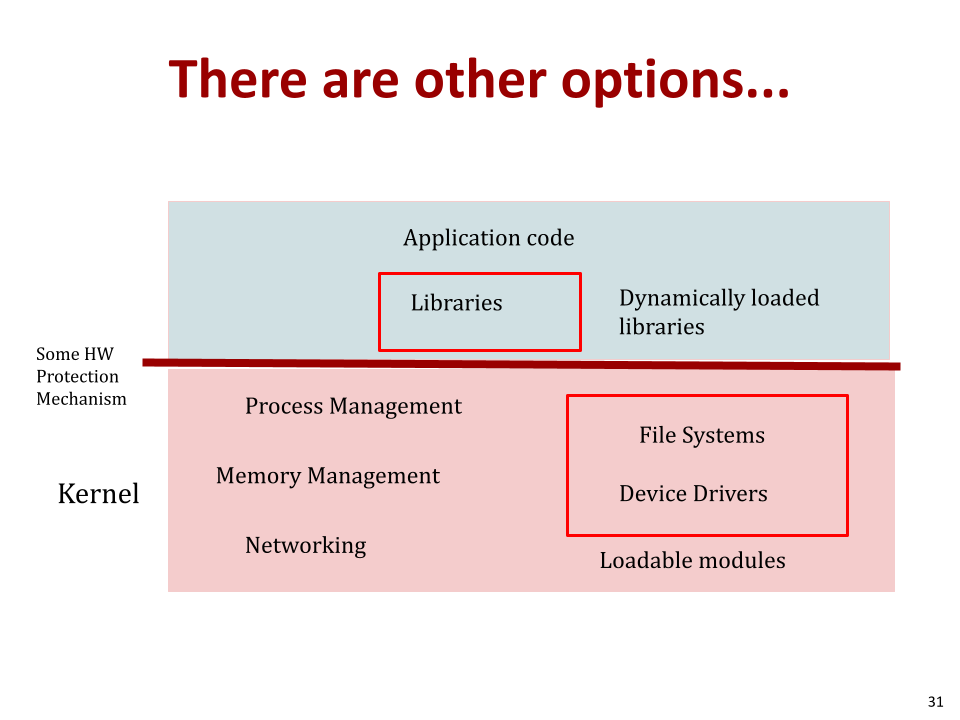 There are other options...
Application code
Libraries
Dynamically loaded
libraries
Some HW
Protection
Mechanism
Process Management
File Systems
Memory Management
Kernel
Device Drivers
Networking
Loadable modules
31